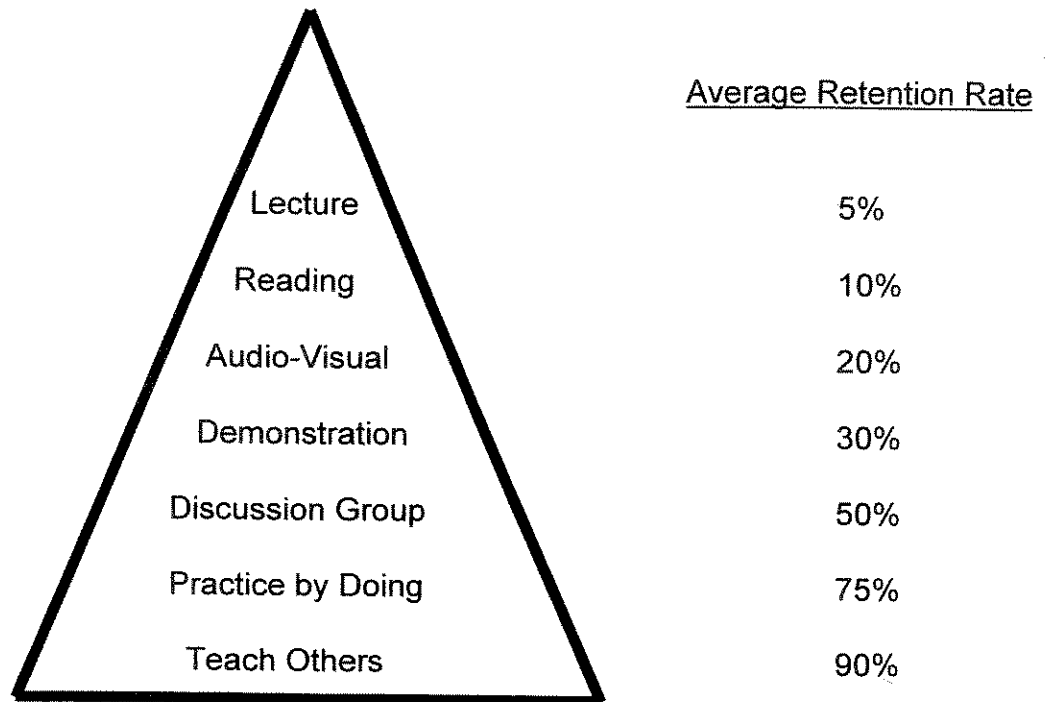 Average Retention Rate
Lecture 5%
Reading 10%
Audio-Visual 20%
Demonstration 30%
Discussion Group 50%
Practice by Doing 75%
Teach Others 90%